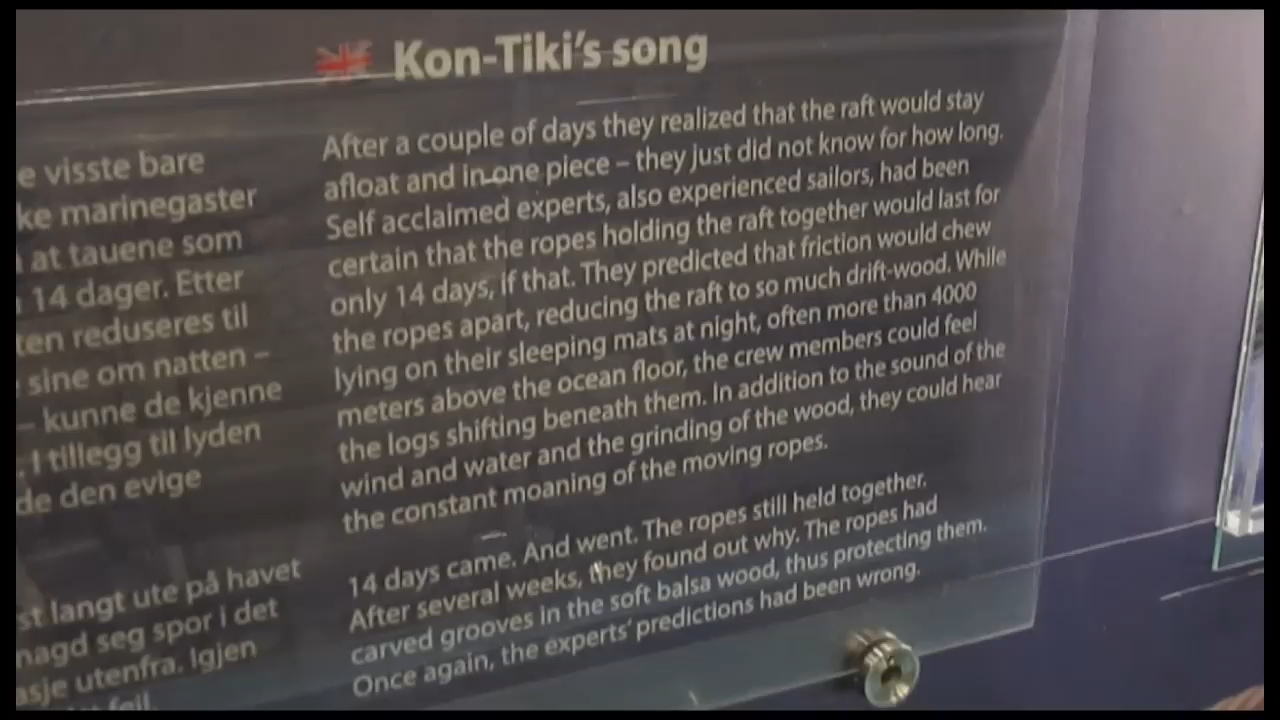 e visste bare
ke marinegaster
at tauene som
14 dager. Etter
ten reduseres til
sine om natten –
– kunne de kjenne
. I tillegg til lyden
de den evige
st langt ute på havet
nagd seg spor i det
asje utenfra. Igjen
feil.
Kon-Tiki's song
After a couple of days they realized that the raft would stay
afloat and in one piece – they just did not know for how long.
Self acclaimed experts, also experienced sailors, had been
certain that the ropes holding the raft together would last for
only 14 days, if that. They predicted that friction would chew
the ropes apart, reducing the raft to so much drift-wood. While
lying on their sleeping mats at night, often more than 4000
meters above the ocean floor, the crew members could feel
the logs shifting beneath them. In addition to the sound of the
wind and water and the grinding of the wood, they could hear
the constant moaning of the moving ropes.
14 days came. And went. The ropes still held together.
After several weeks, they found out why. The ropes had
carved grooves in the soft balsa wood, thus protecting them.
Once again, the experts' predictions had been wrong.